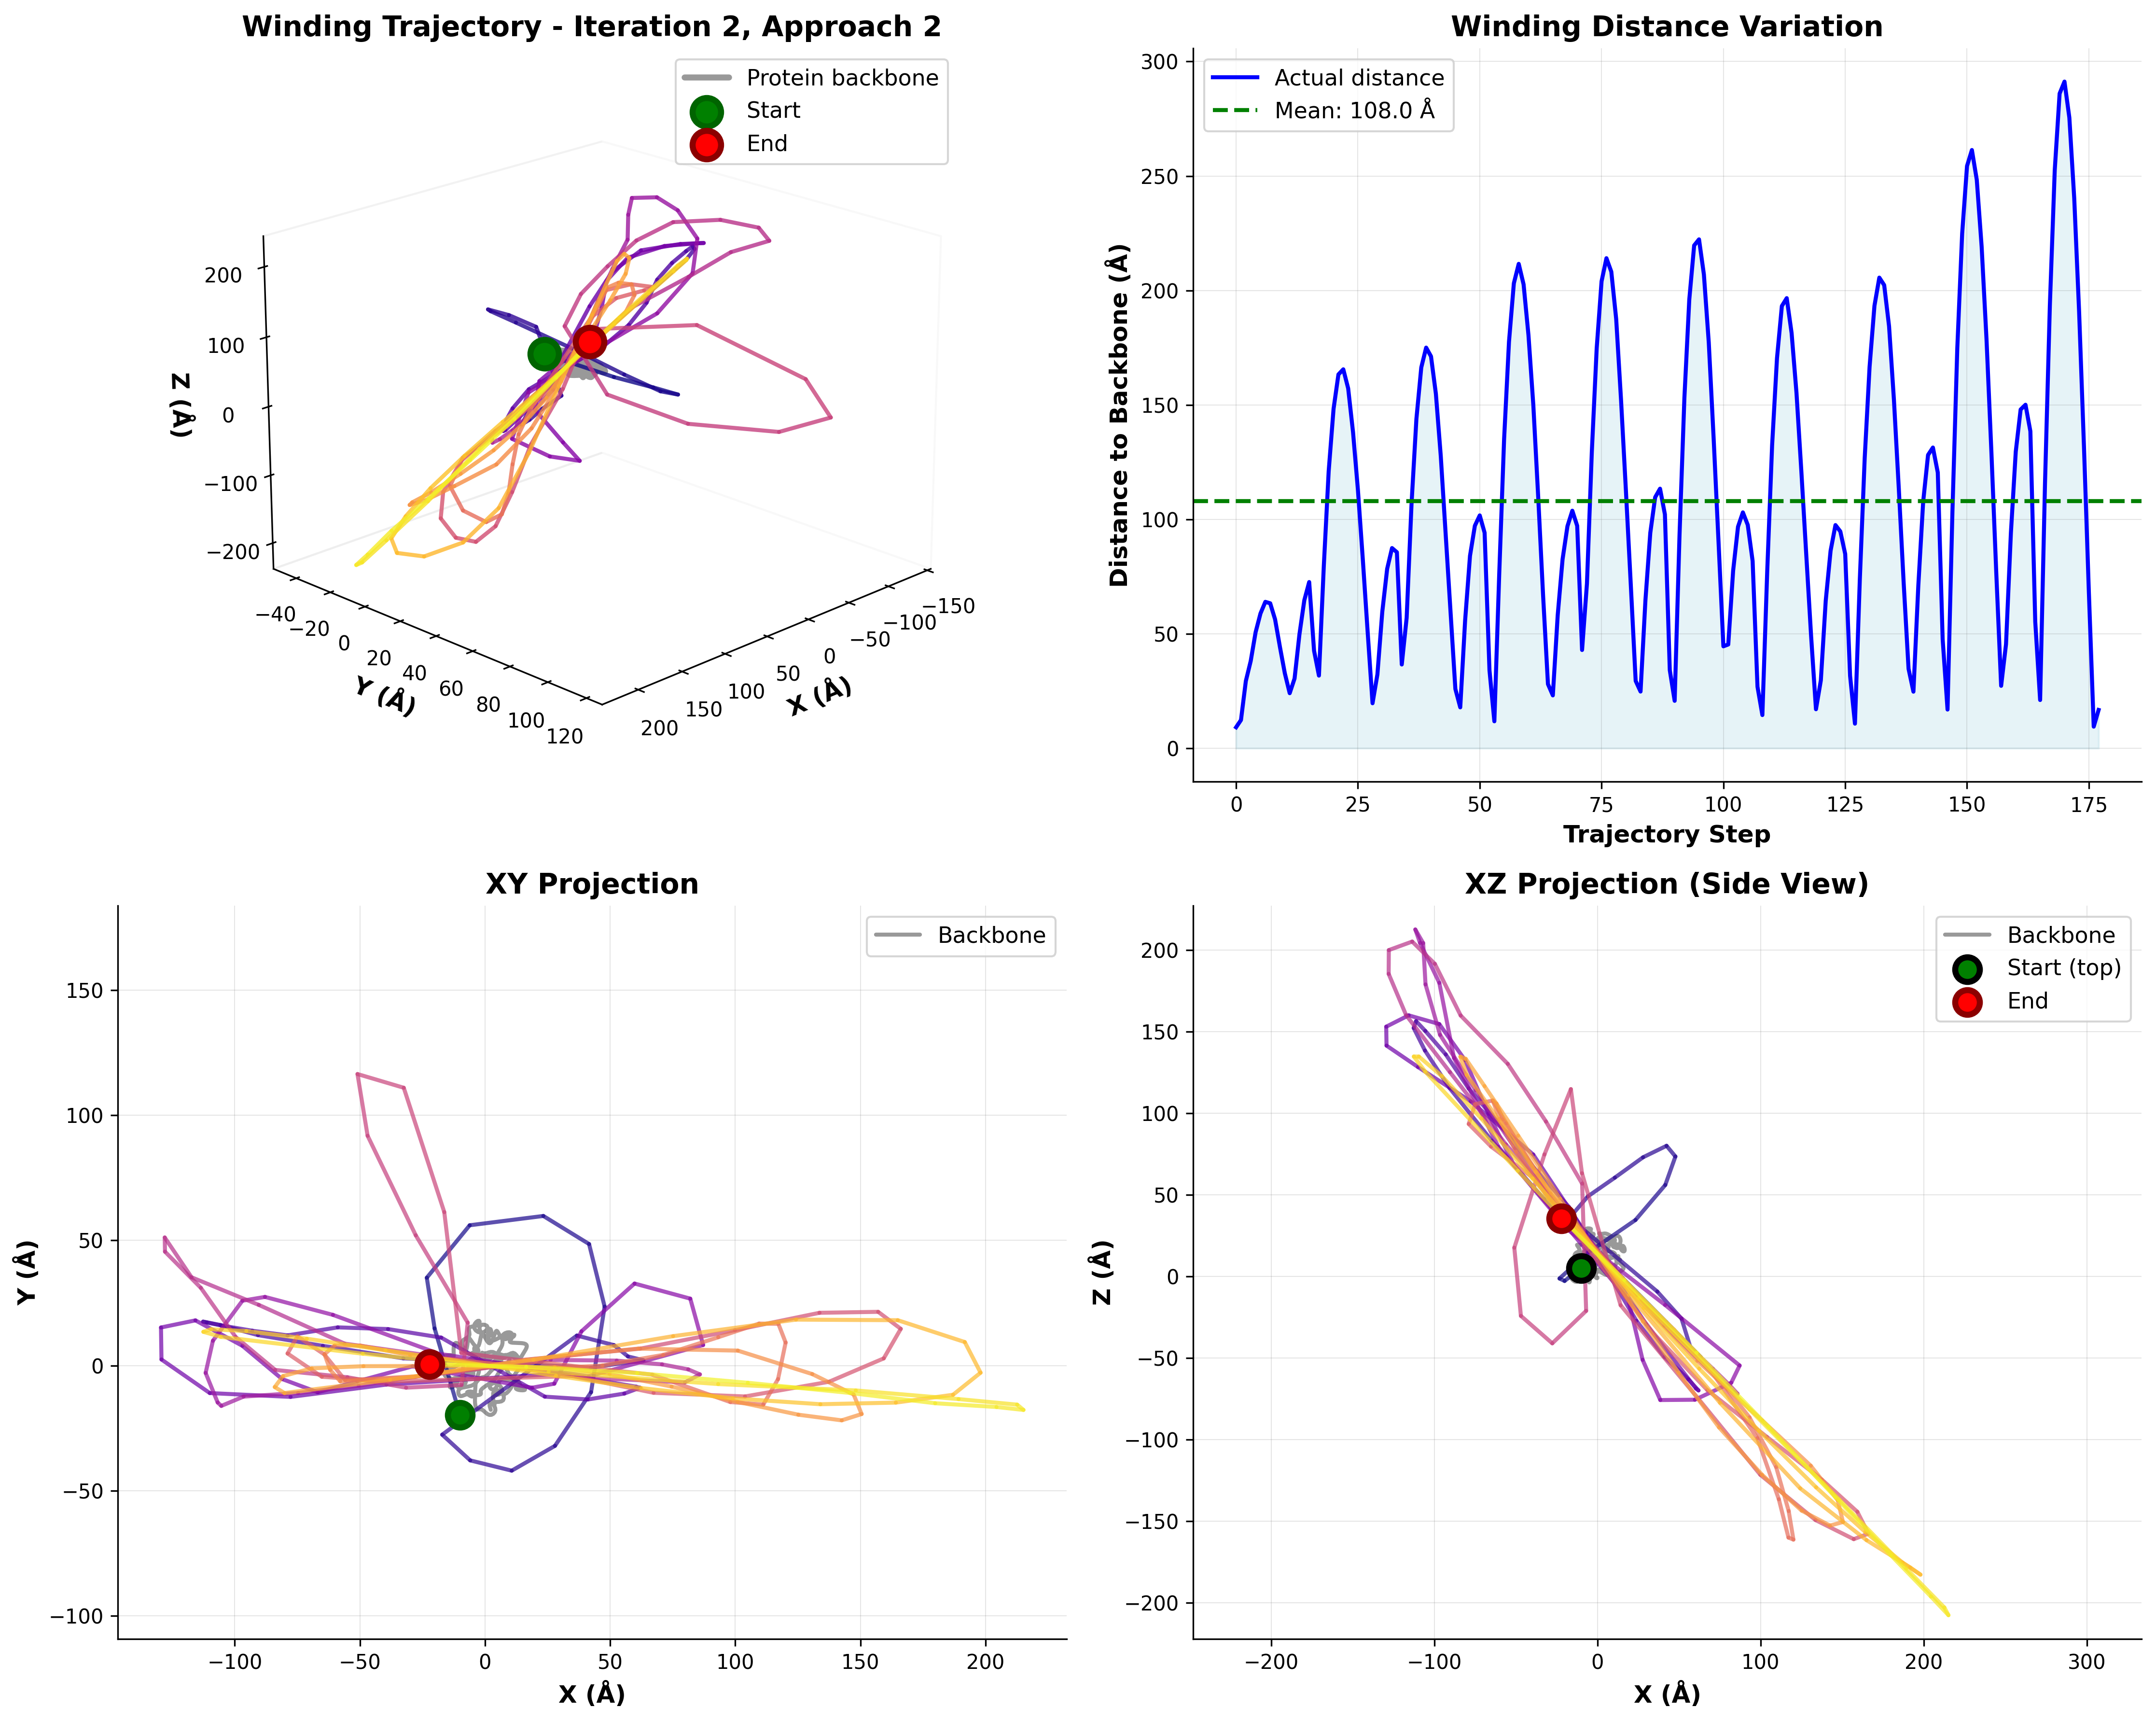 Winding Trajectory - Iteration 2, Approach 2
Protein backbone
Start
End
200
100
0
−100
−200
Z (Å)
−40
−20
0
20
40
60
80
100
120
Y (Å)
200
150
100
50
0
−50
−100
−150
X (Å)
Winding Distance Variation
Actual distance
Mean: 108.0 Å
300
250
200
150
100
50
0
Distance to Backbone (Å)
0
25
50
75
100
125
150
175
Trajectory Step
XY Projection
Backbone
150
100
50
0
−50
−100
Y (Å)
−100
−50
0
50
100
150
200
X (Å)
XZ Projection (Side View)
Backbone
Start (top)
End
200
150
100
50
0
−50
−100
−150
−200
Z (Å)
−200
−100
0
100
200
300
X (Å)